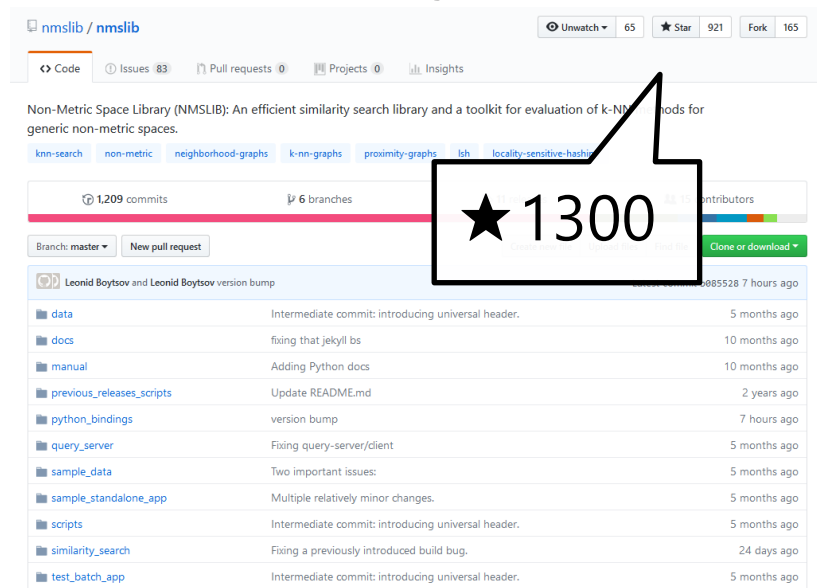 nmslib / nmslib
Unwatch 65 Star 921 Fork 165
Code Issues 83 Pull requests 0 Projects 0 Insights
Non-Metric Space Library (NMSLIB): An efficient similarity search library and a toolkit for evaluation of k-NN
generic non-metric spaces.
knn-search non-metric neighborhood-graphs k-nn-graphs proximity-graphs lsh
1,209 commits 6 branches
★ 1300
Branch: master New pull request Clone or download
Leonid Boytsov and Leonid Boytsov version bump 7 hours ago
data Intermediate commit: introducing universal header. 5 months ago
docs fixing that jekyll bs 10 months ago
manual Adding Python docs 10 months ago
previous_releases_scripts Update README.md 2 years ago
python_bindings version bump 7 hours ago
query_server Fixing query-server/client 5 months ago
sample_data Two important issues: 5 months ago
sample_standalone_app Multiple relatively minor changes. 5 months ago
scripts Intermediate commit: introducing universal header. 5 months ago
similarity_search Fixing a previously introduced build bug. 24 days ago
test_batch_app Intermediate commit: introducing universal header. 5 months ago